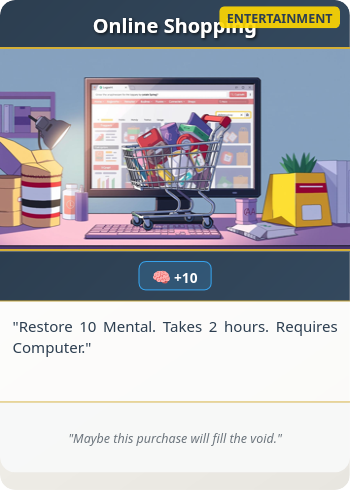 ENTERTAINMENT
Online Shopping
🧠 +10
"Restore 10 Mental. Takes 2 hours. Requires
Computer."
"Maybe this purchase will fill the void."